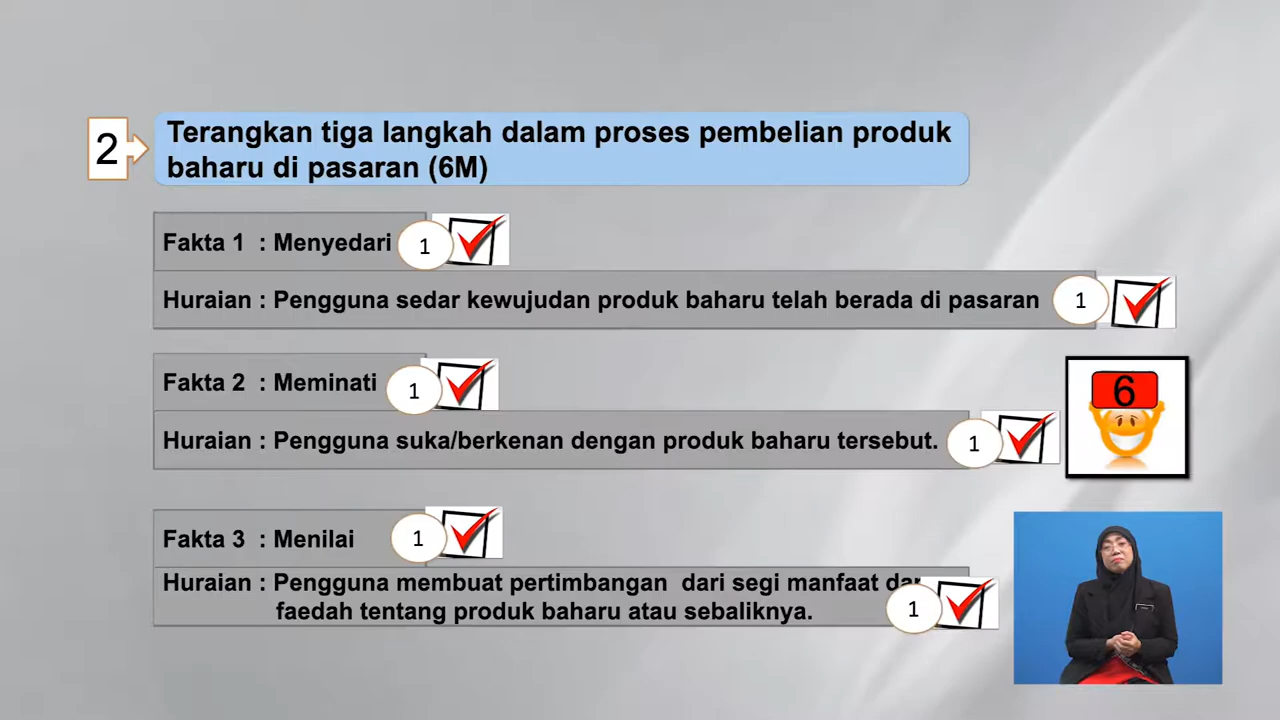 2
Terangkan tiga langkah dalam proses pembelian produk
baharu di pasaran (6M)
Fakta 1 : Menyedari
1
Huraian : Pengguna sedar kewujudan produk baharu telah berada di pasaran
1
Fakta 2 : Meminati
1
Huraian : Pengguna suka/berkenan dengan produk baharu tersebut.
1
6
Fakta 3 : Menilai
1
Huraian : Pengguna membuat pertimbangan dari segi manfaat
faedah tentang produk baharu atau sebaliknya.
1